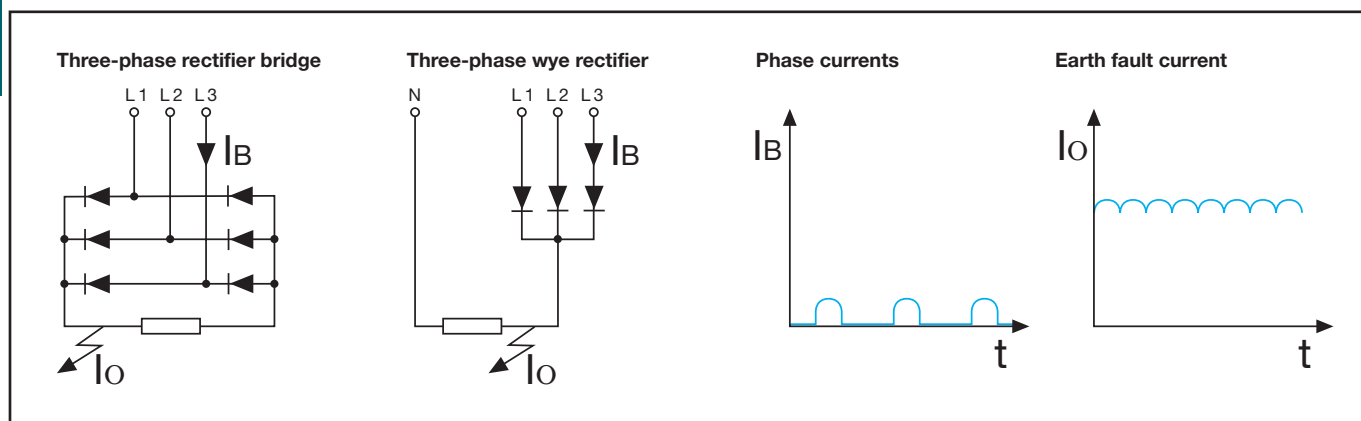 Three-phase rectifier bridge
L1 L2 L3
IB
IO
Three-phase wye rectifier
N L1 L2 L3
IB
IO
Phase currents
IB
t
Earth fault current
IO
t